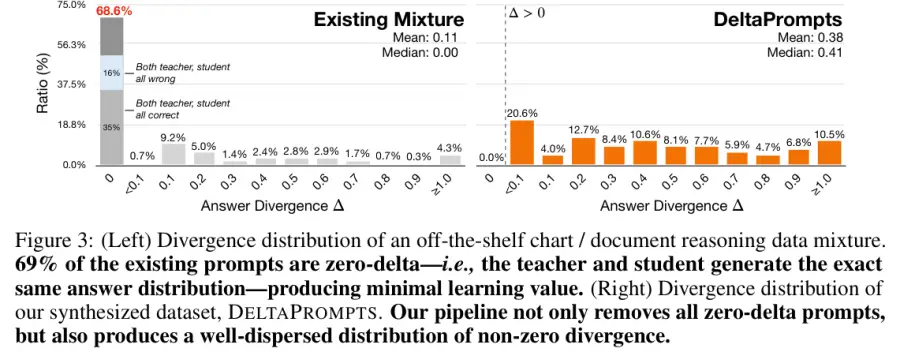 75.0%
56.3%
37.5%
18.8%
0.0%
Ratio (%)
68.6%
16%
35%
Both teacher, student
all wrong
Both teacher, student
all correct
Existing Mixture
Mean: 0.11
Median: 0.00
0.7%
9.2%
5.0%
1.4%
2.4%
2.8%
2.9%
1.7%
0.7%
0.3%
4.3%
0
<0.1
0.1
0.2
0.3
0.4
0.5
0.6
0.7
0.8
0.9
≥1.0
Answer Divergence Δ
Δ > 0
DeltaPrompts
Mean: 0.38
Median: 0.41
0.0%
20.6%
4.0%
12.7%
8.4%
10.6%
8.1%
7.7%
5.9%
4.7%
6.8%
10.5%
0
<0.1
0.1
0.2
0.3
0.4
0.5
0.6
0.7
0.8
0.9
≥1.0
Answer Divergence Δ
Figure 3: (Left) Divergence distribution of an off-the-shelf chart / document reasoning data mixture.
69% of the existing prompts are zero-delta—i.e., the teacher and student generate the exact
same answer distribution—producing minimal learning value. (Right) Divergence distribution of
our synthesized dataset, DELTAPROMPTS. Our pipeline not only removes all zero-delta prompts,
but also produces a well-dispersed distribution of non-zero divergence.